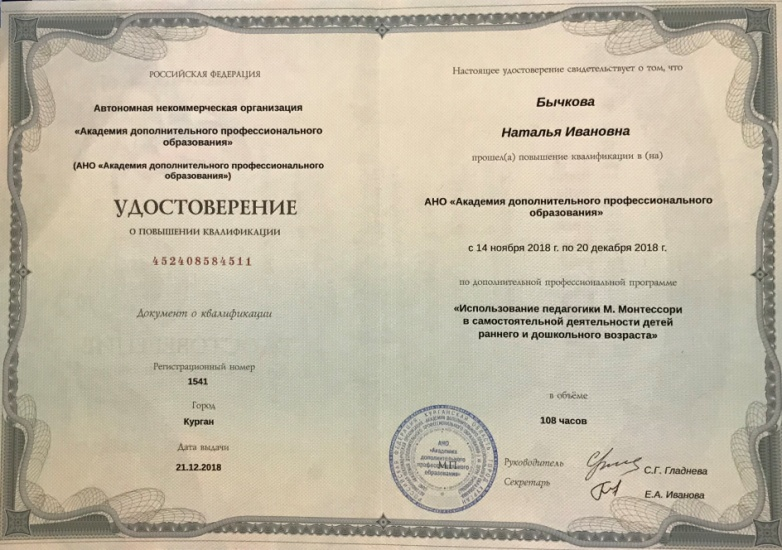 РОССИЙСКАЯ ФЕДЕРАЦИЯ
Автономная некоммерческая организация
«Академия дополнительного профессионального
образования»
(АНО «Академия дополнительного профессионального
образования»)
УДОСТОВЕРЕНИЕ
О ПОВЫШЕНИИ КВАЛИФИКАЦИИ
452408584511
Документ о квалификации
Регистрационный номер
1541
Город
Курган
Дата выдачи
21.12.2018
Настоящее удостоверение свидетельствует о том, что
Бычкова
Наталья Ивановна
прошел(а) повышение квалификации в (на)
АНО «Академия дополнительного профессионального
образования»
с 14 ноября 2018 г. по 20 декабря 2018 г.
по дополнительной профессиональной программе
«Использование педагогики М. Монтессори
в самостоятельной деятельности детей
раннего и дошкольного возраста»
в объёме
108 часов
АНО
«Академия
дополнительного
профессионального
образования»
М.П.
Руководитель
С.Г. Гладнева
Секретарь
Е.А. Иванова